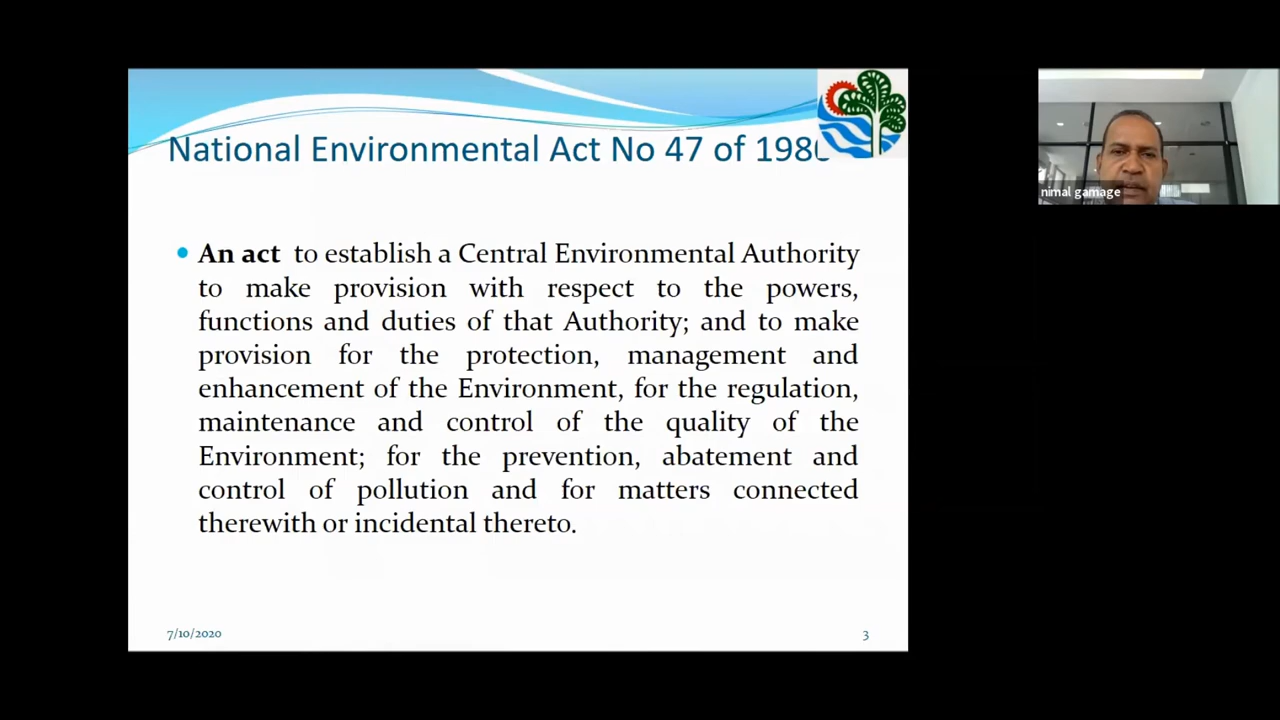 National Environmental Act No 47 of 1980
An act to establish a Central Environmental Authority
to make provision with respect to the powers,
functions and duties of that Authority; and to make
provision for the protection, management and
enhancement of the Environment, for the regulation,
maintenance and control of the quality of the
Environment; for the prevention, abatement and
control of pollution and for matters connected
therewith or incidental thereto.
7/10/2020
3
nimal gamage